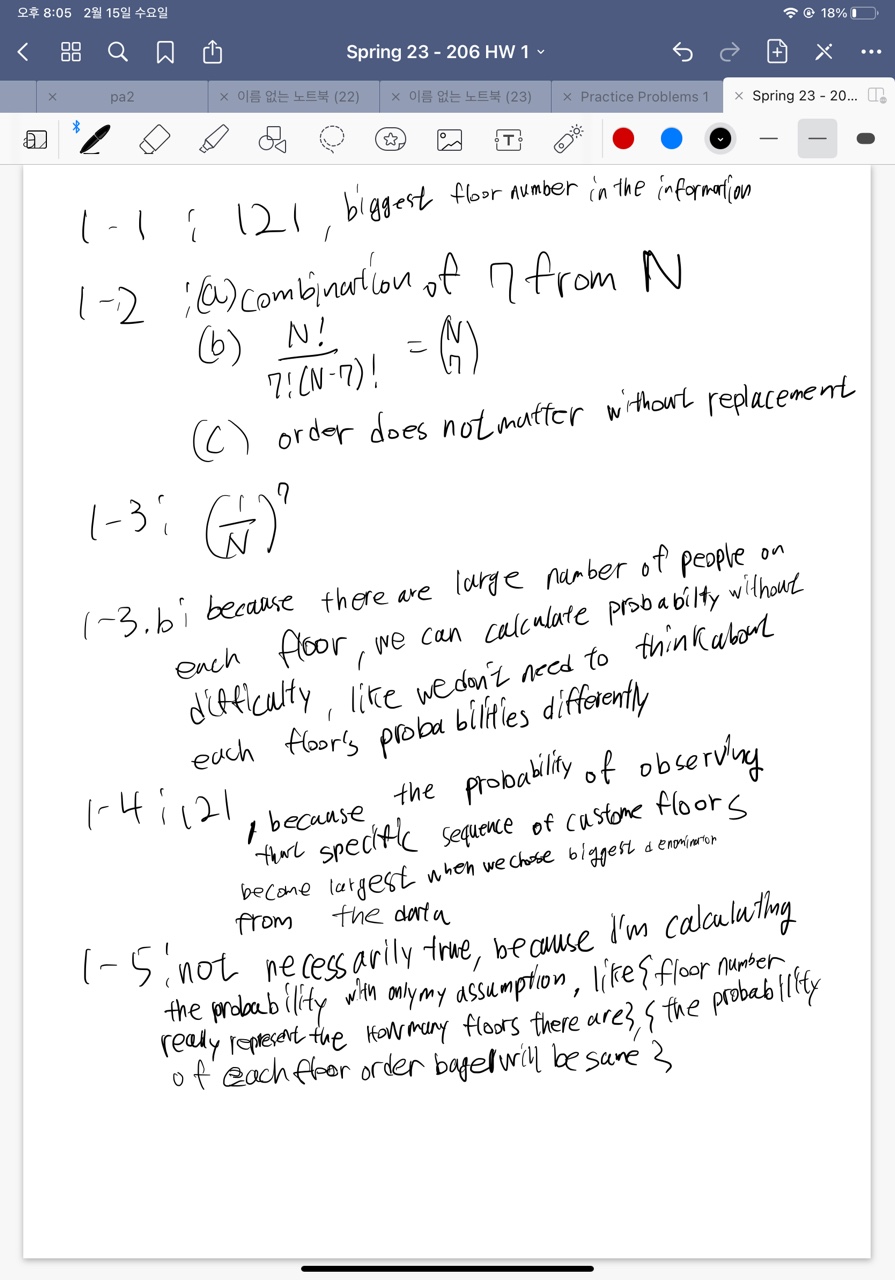 오후 8:05 2월 15일 수요일
18%
Spring 23 - 206 HW 1
pa2
이름 없는 노트북 (22)
이름 없는 노트북 (23)
Practice Problems 1
Spring 23 - 20...
T
1-1 : 121, biggest floor number in the information
1-2 : (a) combination of 7 from N
(b) N! / 7!(N-7)! = (N 7)
(c) order does not matter without replacement
1-3 : (1/N)^7
1-3.b : because there are large number of people on
each floor, we can calculate probabilty without
difficulty, like we don't need to think about
each floor's probabilities differently
1-4 : 121, because the probability of observing
that specific sequence of custome floors
become largest when we chose biggest denominator
from the data
1-5 : not necessarily true, because I'm calculating
the probability with only my assumption, like {floor number
really represent the How many floors there are}, {the probability
of each floor order bagel will be same}